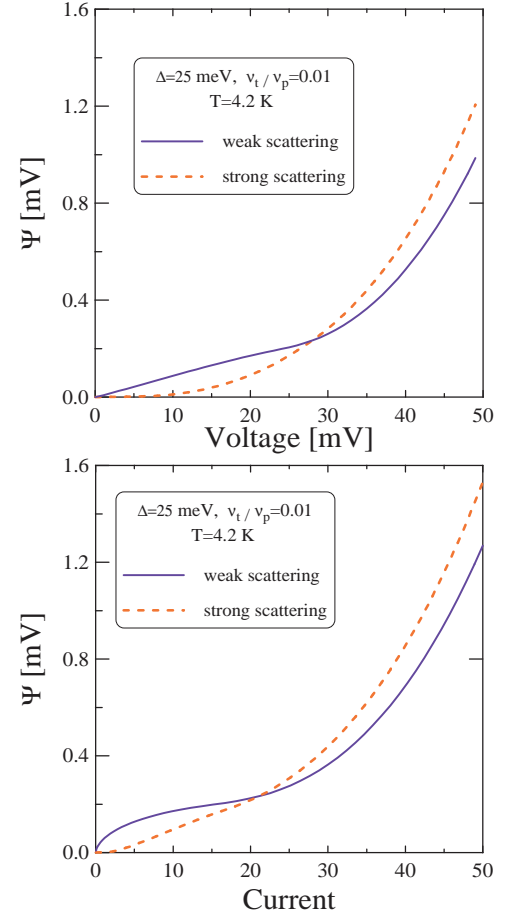 1.6
1.2
0.8
0.4
0.0
Ψ [mV]
Δ=25 meV, ν_t / ν_p=0.01
T=4.2 K
weak scattering
strong scattering
0 10 20 30 40 50
Voltage [mV]
1.6
1.2
0.8
0.4
0.0
Ψ [mV]
Δ=25 meV, ν_t / ν_p=0.01
T=4.2 K
weak scattering
strong scattering
0 10 20 30 40 50
Current